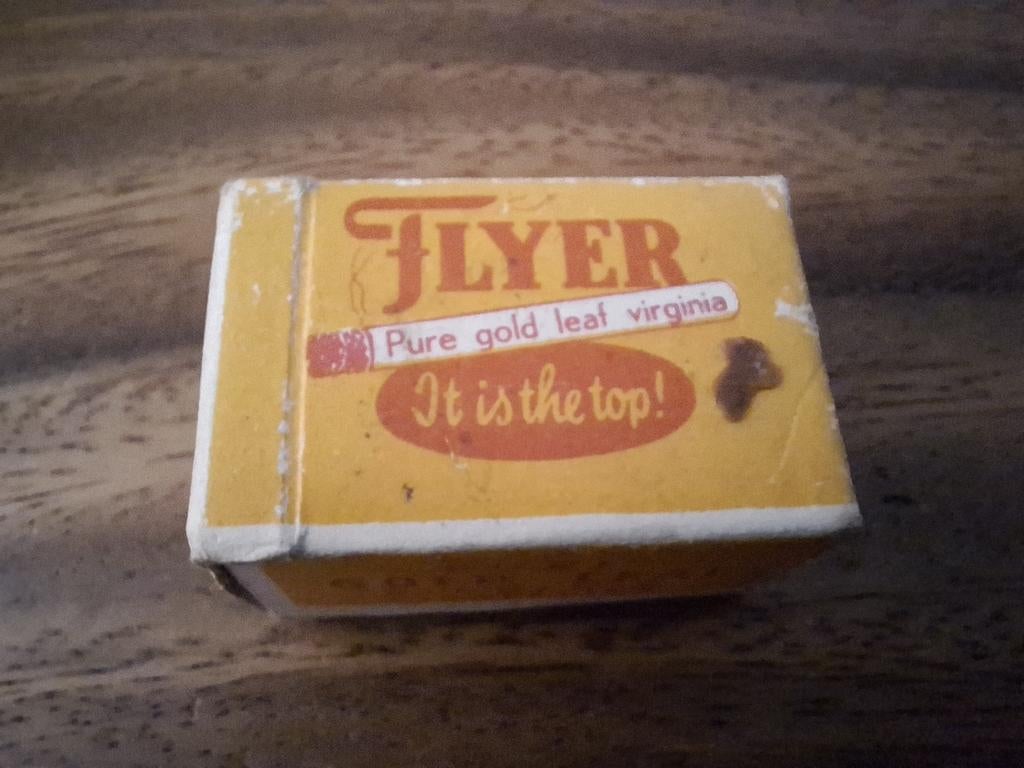 FLYER
Pure gold leaf virginia
It is the top!